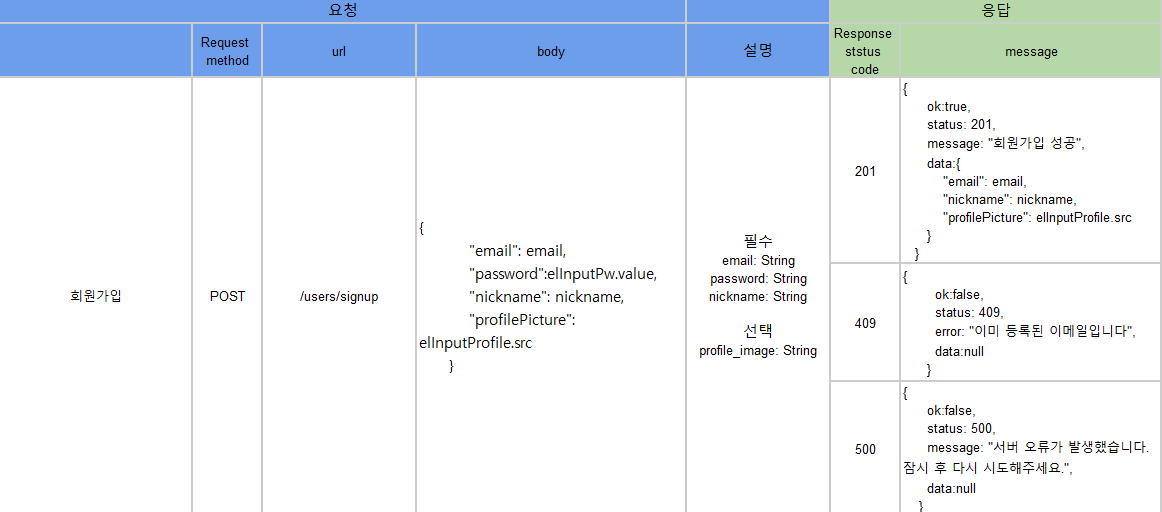 요청
응답
Request method
url
body
설명
Response
ststus
code
message
회원가입
POST
/users/signup
{
"email": email,
"password":elInputPw.value,
"nickname": nickname,
"profilePicture":
elInputProfile.src
}
필수
email: String
password: String
nickname: String
선택
profile_image: String
201
{
ok:true,
status: 201,
message: "회원가입 성공",
data:{
"email": email,
"nickname": nickname,
"profilePicture": elInputProfile.src
}
}
409
{
ok:false,
status: 409,
error: "이미 등록된 이메일입니다",
data:null
}
500
{
ok:false,
status: 500,
message: "서버 오류가 발생했습니다.
잠시 후 다시 시도해주세요.",
data:null
}